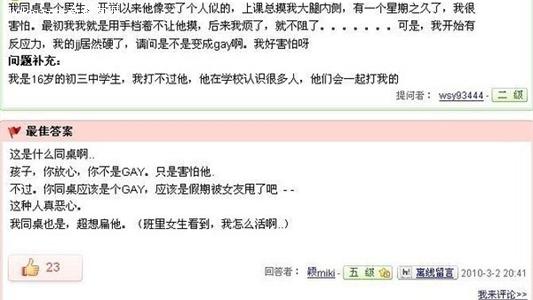 我同桌是个男生，开学以来他像变了个人似的，上课总摸我大腿内侧，有一个星期之久了，我很
害怕。最初我我就是用手档着不让他摸，后来我烦了，就不阻了。。。。。。。可是，我开始有
反应力，我的jj居然硬了，请问是不是变成gay啊。我好害怕呀
问题补充：
我是16岁的初三中学生，我打不过他，他在学校认识很多人，他们会一起打我的
提问者： wsy93444 - 二 级
最佳答案
这是什么同桌啊..
孩子，你放心，你不是GAY。只是害怕他.
不过。你同桌应该是个GAY，应该是假期被女友甩了吧 --
这种人真恶心。
我同桌也是，超想扁他。（班里女生看到，我怎么活啊..）
23
回答者： 颖miki - 五 级 hi 离线留言 2010-3-2 20:41
我来评论>>